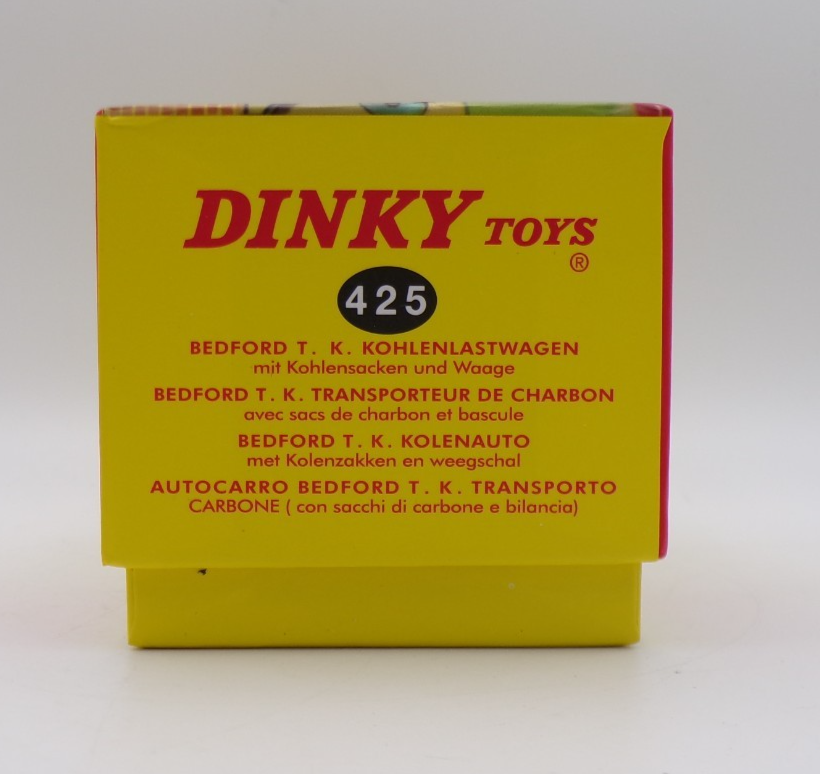 DINKY TOYS
®
425
BEDFORD T. K. KOHLENLASTWAGEN
mit Kohlensacken und Waage
BEDFORD T. K. TRANSPORTEUR DE CHARBON
avec sacs de charbon et bascule
BEDFORD T. K. KOLENAUTO
met Kolenzakken en weegschal
AUTOCARRO BEDFORD T. K. TRANSPORTO
CARBONE ( con sacchi di carbone e bilancia)